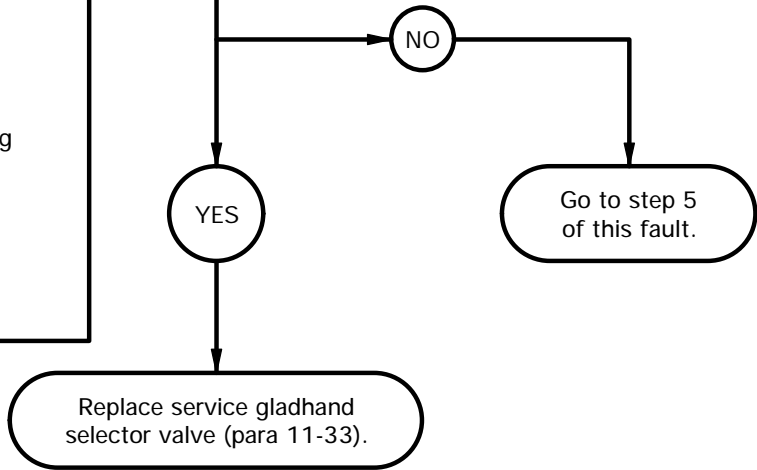 NO
YES
Go to step 5
of this fault.
Replace service gladhand
selector valve (para 11-33).